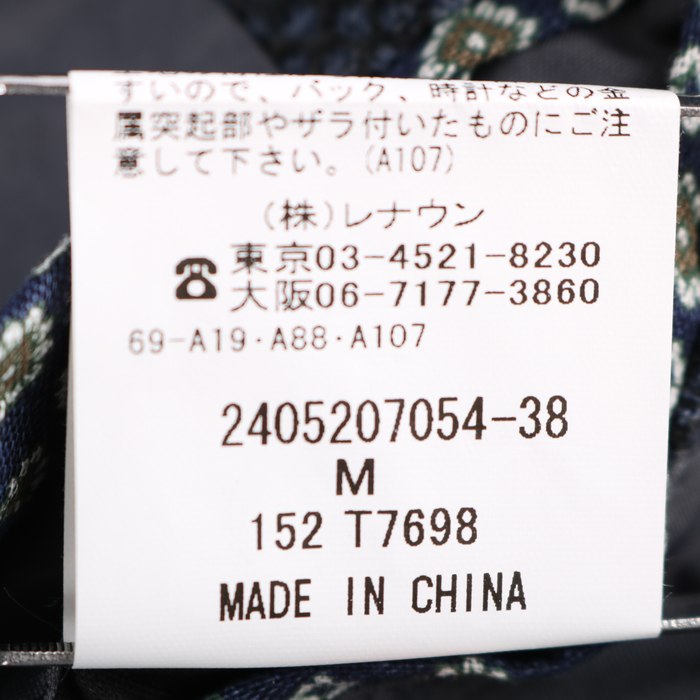 すいので、バック、時計などの金
属突起部やザラ付いたものにご注
意して下さい。(A107)
(株)レナウン
東京03-4521-8230
大阪06-7177-3860
69-A19·A88·A107
2405207054-38
M
152 T7698
MADE IN CHINA